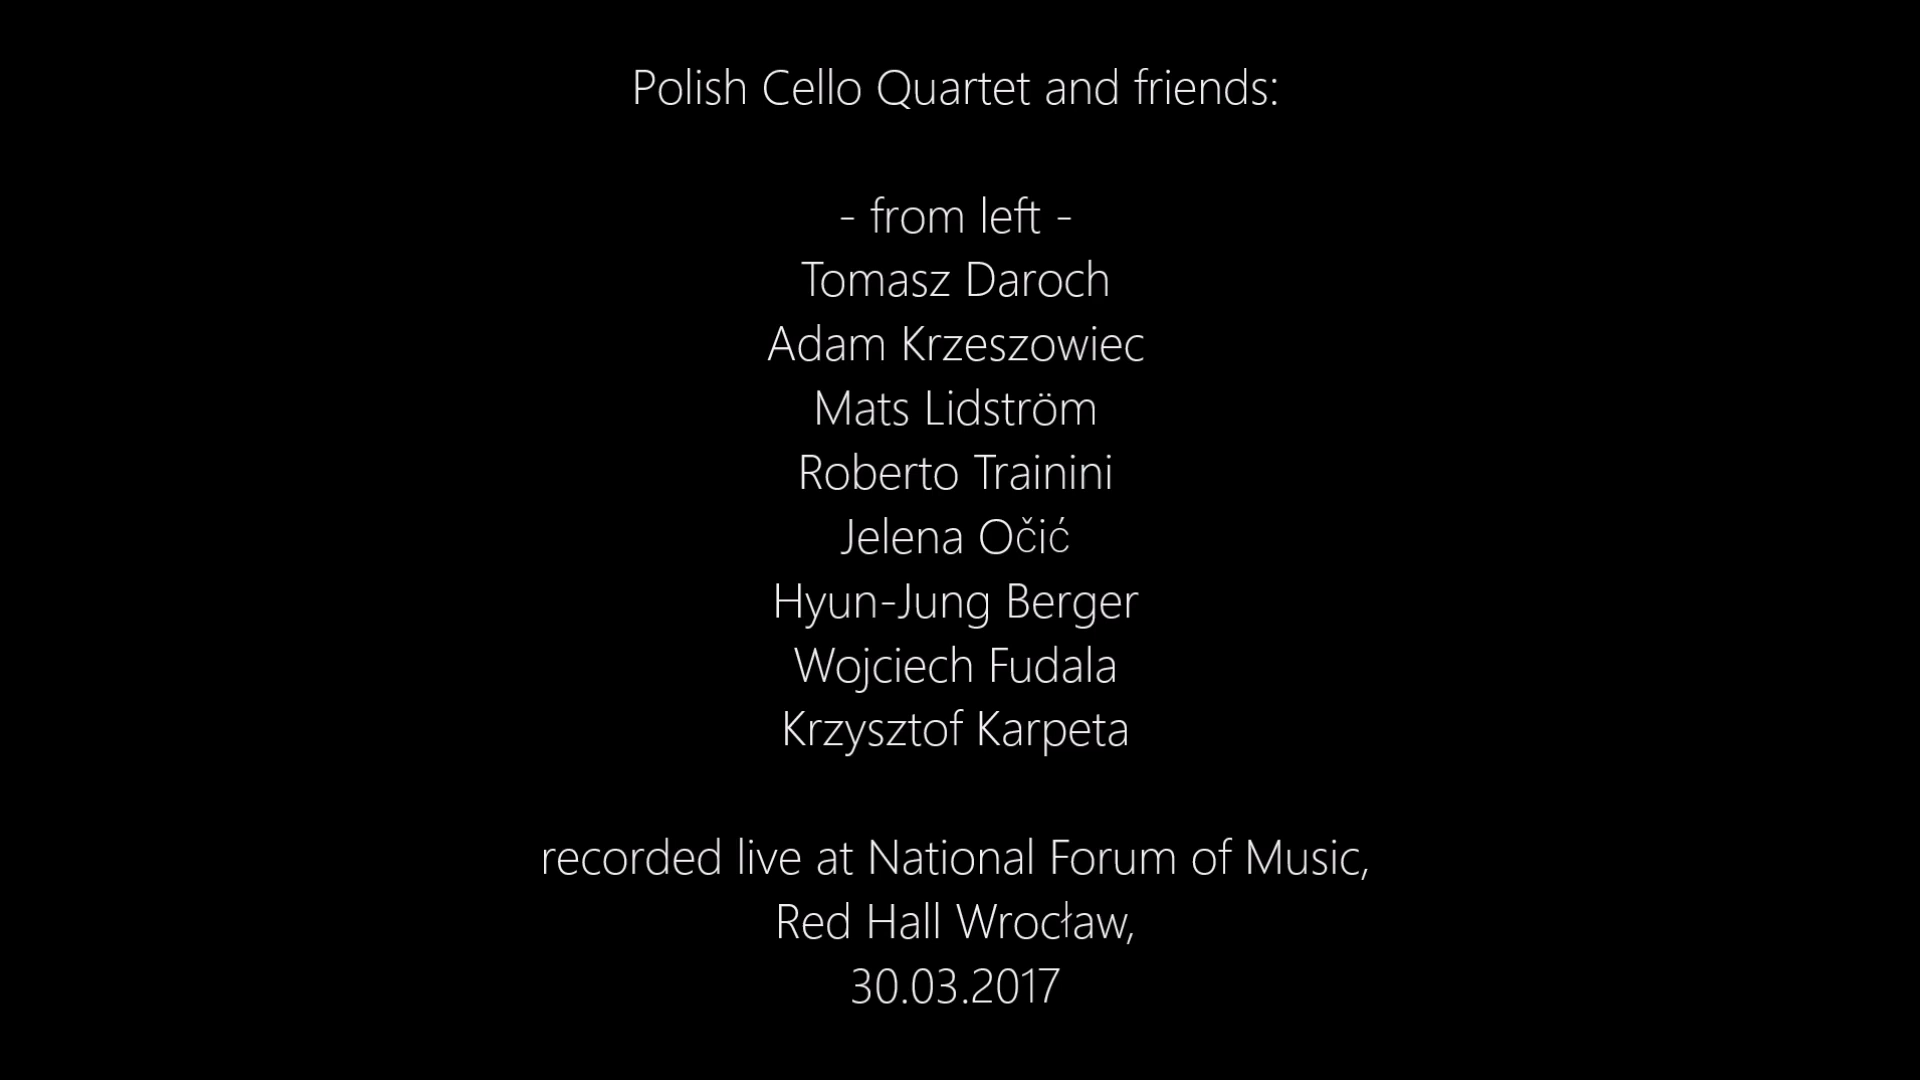 Polish Cello Quartet and friends:
- from left -
Tomasz Daroch
Adam Krzeszowiec
Mats Lidström
Roberto Trainini
Jelena Očić
Hyun-Jung Berger
Wojciech Fudala
Krzysztof Karpeta
recorded live at National Forum of Music,
Red Hall Wrocław,
30.03.2017